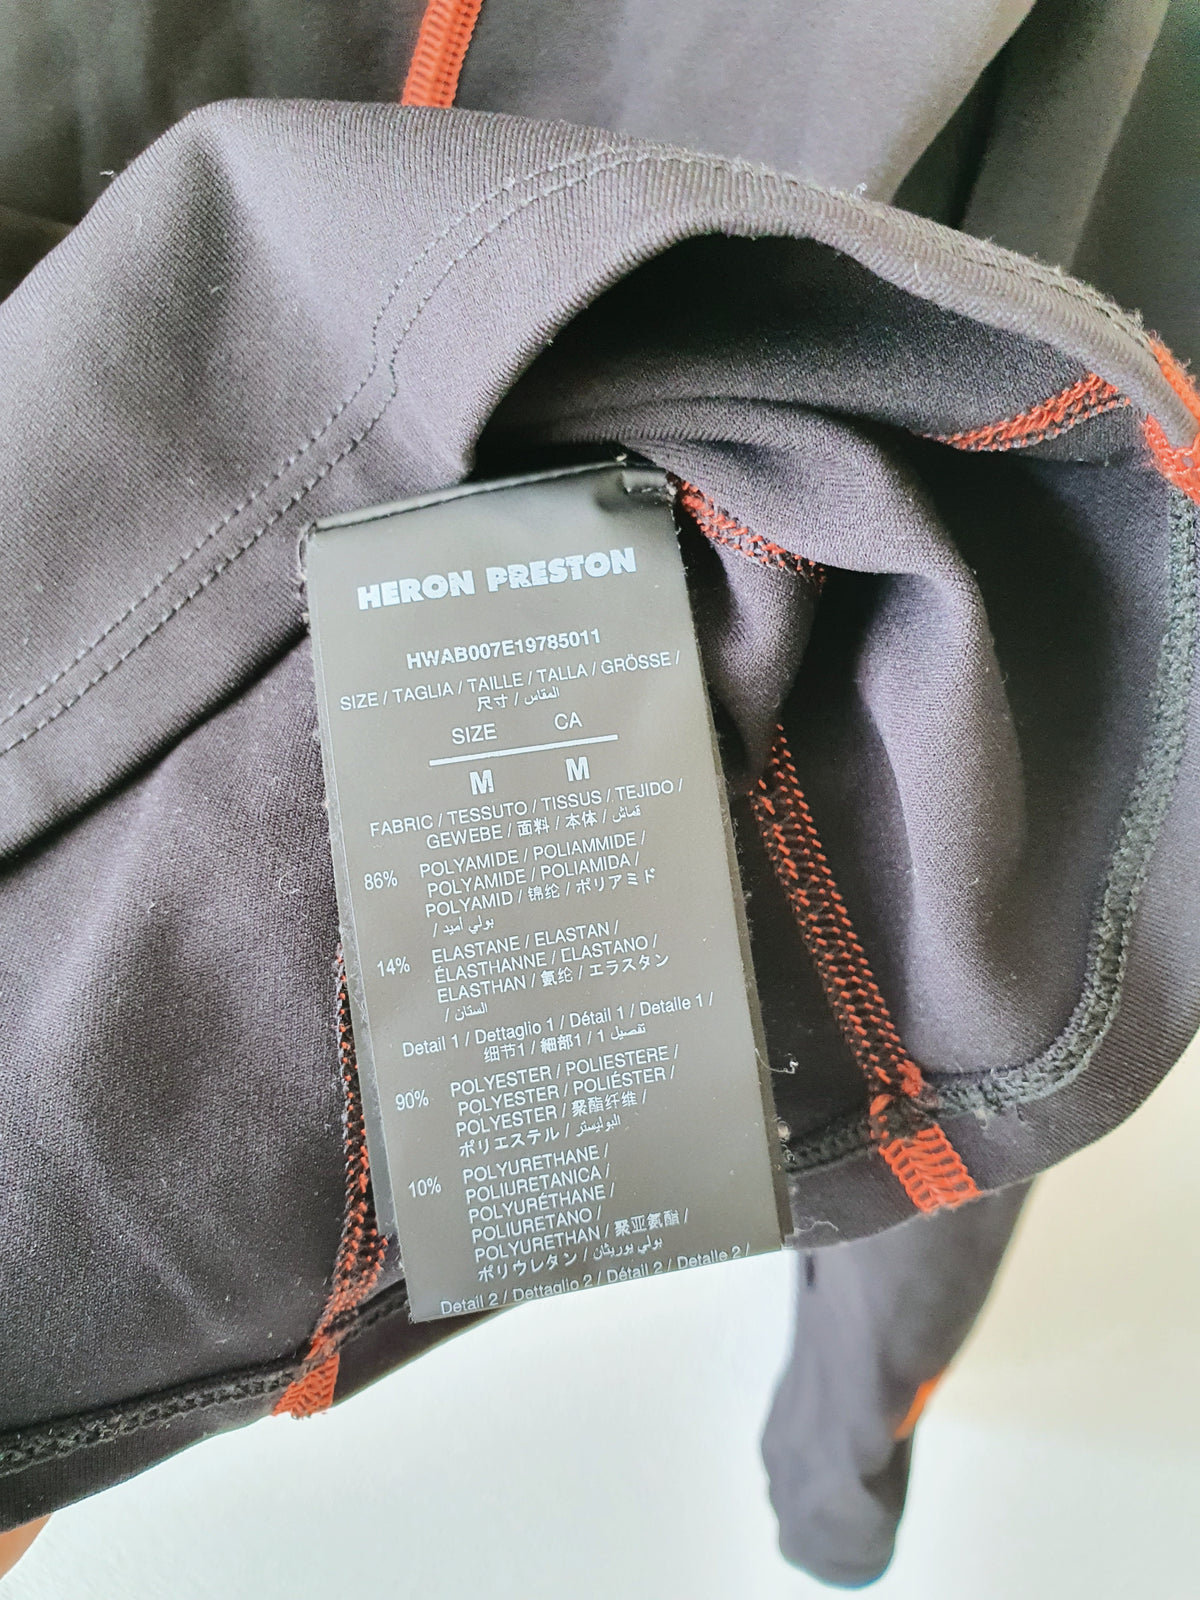 HERON PRESTON
HWAB007E19785011
SIZE / TAGLIA / TAILLE / TALLA / GRÖSSE /
尺寸 / المقاس
SIZE CA
M M
FABRIC / TESSUTO / TISSUS / TEJIDO /
GEWEBE / 面料 / 本体 / قماش
86% POLYAMIDE / POLIAMMIDE /
POLYAMIDE / POLIAMIDA /
POLYAMID / 锦纶 / ポリアミド
/ بولي أميد
14% ELASTANE / ELASTAN /
ÉLASTHANNE / ELASTANO /
ELASTHAN / 氨纶 / エラスタン
/ الستان
Detail 1 / Dettaglio 1 / Détail 1 / Detalle 1 /
细节1 / 細部1 / تفصيل 1
90% POLYESTER / POLIESTERE /
POLYESTER / POLIÉSTER /
POLYESTER / 聚酯纤维 /
ポリエステル / البوليستر
10% POLYURETHANE /
POLIURETANICA /
POLYURÉTHANE /
POLIURETANO /
POLYURETHAN / 聚亚氨酯 /
ポリウレタン / بولي يوريثان
Detail 2 / Dettaglio 2 / Détail 2 / Detalle 2 /